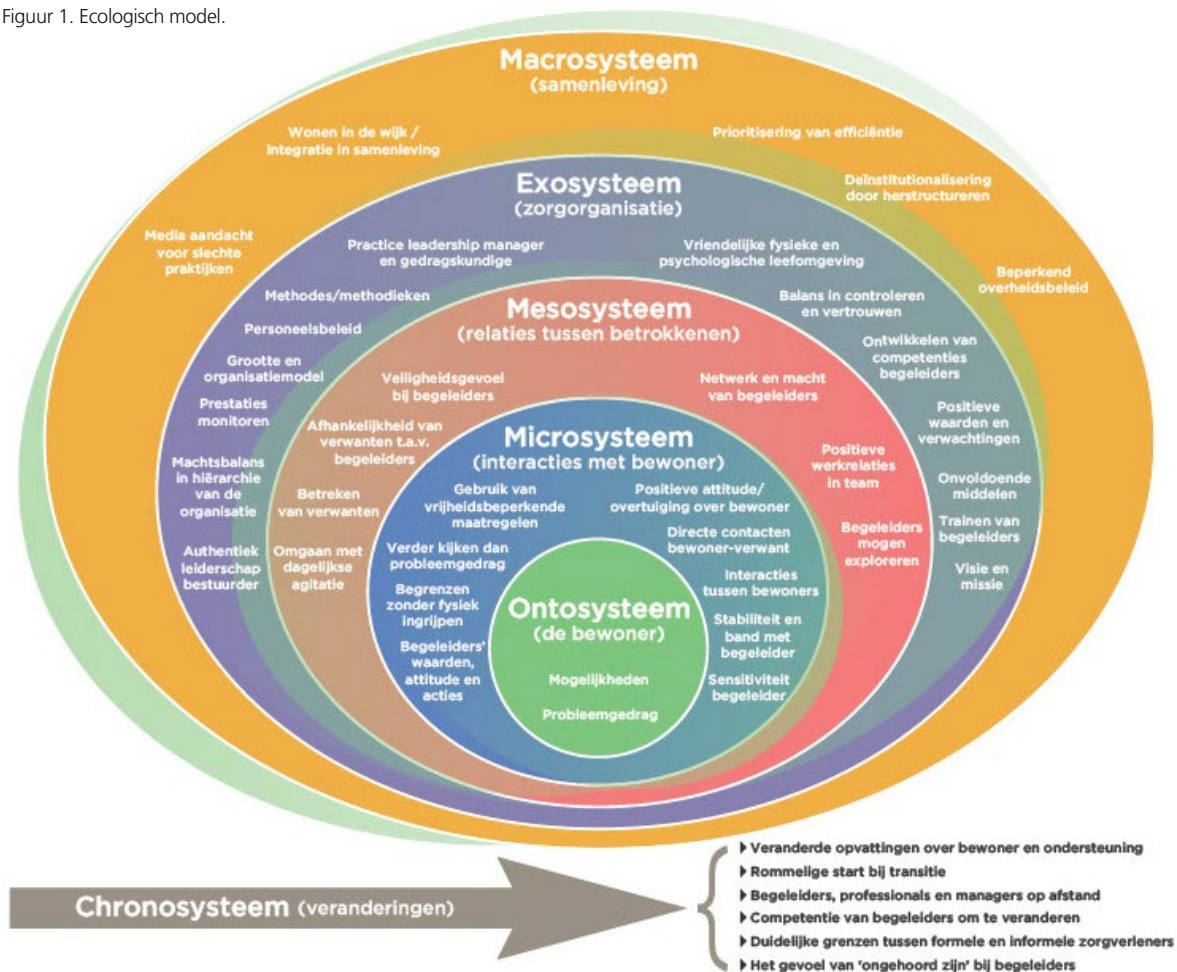 Figuur 1. Ecologisch model.
Macrosysteem
(samenleving)
Wonen in de wijk /
integratie in samenleving
Prioritisering van efficiëntie
Deïnstitutionalisering
door herstructureren
Media aandacht
voor slechte
praktijken
Beperkend
overheidsbeleid
Exosysteem
(zorgorganisatie)
Practice leadership manager
en gedragskundige
Vriendelijke fysieke en
psychologische leefomgeving
Methodes/methodieken
Balans in controleren
en vertrouwen
Personeelsbeleid
Ontwikkelen van
competenties
begeleiders
Grootte en
organisatiemodel
Prestaties
monitoren
Positieve
waarden en
verwachtingen
Machtsbalans
in hiërarchie
van de
organisatie
Onvoldoende
middelen
Trainen van
begeleiders
Authentiek
leiderschap
bestuurder
Visie en
missie
Mesosysteem
(relaties tussen betrokkenen)
Veiligheidsgevoel
bij begeleiders
Netwerk en macht
van begeleiders
Afhankelijkheid van
verwanten t.a.v.
begeleiders
Positieve
werkrelaties
in team
Betreken
van verwanten
Begeleiders
mogen
exploreren
Omgaan met
dagelijkse
agitatie
Microsysteem
(interacties met bewoner)
Gebruik van
vrijheidsbeperkende
maatregelen
Positieve attitude/
overtuiging over bewoner
Verder kijken dan
probleemgedrag
Directe contacten
bewoner-verwant
Begrenzen
zonder fysiek
ingrijpen
Interacties
tussen bewoners
Stabiliteit en
band met
begeleider
Begeleiders'
waarden,
attitude en
acties
Sensitiviteit
begeleider
Ontosysteem
(de bewoner)
Mogelijkheden
Probleemgedrag
Chronosysteem (veranderingen)
Veranderde opvattingen over bewoner en ondersteuning
Rommelige start bij transitie
Begeleiders, professionals en managers op afstand
Competentie van begeleiders om te veranderen
Duidelijke grenzen tussen formele en informele zorgverleners
Het gevoel van 'ongehoord zijn' bij begeleiders